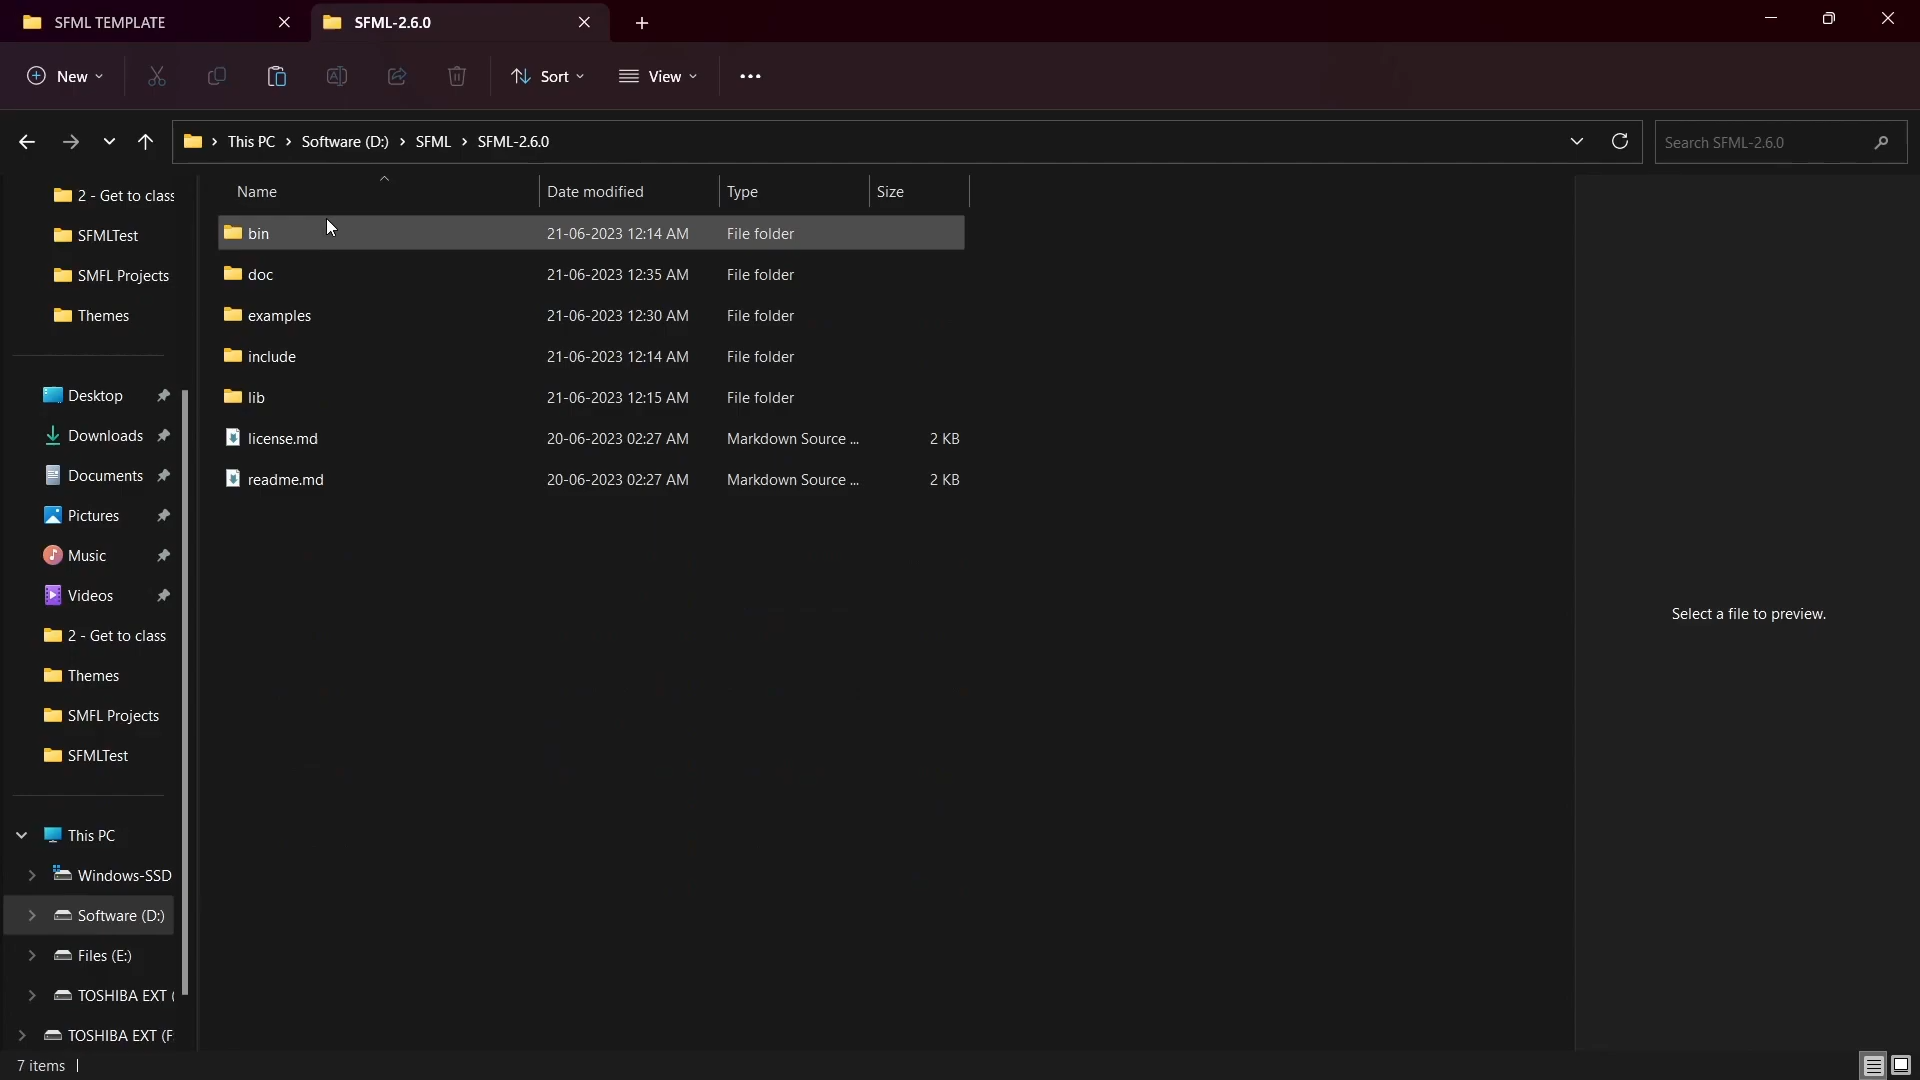 SFML TEMPLATE
SFML-2.6.0
New
Sort
View
This PC > Software (D:) > SFML > SFML-2.6.0
Search SFML-2.6.0
2 - Get to class
SFMLTest
SMFL Projects
Themes
Desktop
Downloads
Documents
Pictures
Music
Videos
2 - Get to class
Themes
SMFL Projects
SFMLTest
This PC
Windows-SSD
Software (D:)
Files (E:)
TOSHIBA EXT (
TOSHIBA EXT (F
Name Date modified Type Size
bin 21-06-2023 12:14 AM File folder
doc 21-06-2023 12:35 AM File folder
examples 21-06-2023 12:30 AM File folder
include 21-06-2023 12:14 AM File folder
lib 21-06-2023 12:15 AM File folder
license.md 20-06-2023 02:27 AM Markdown Source ... 2 KB
readme.md 20-06-2023 02:27 AM Markdown Source ... 2 KB
Select a file to preview.
7 items